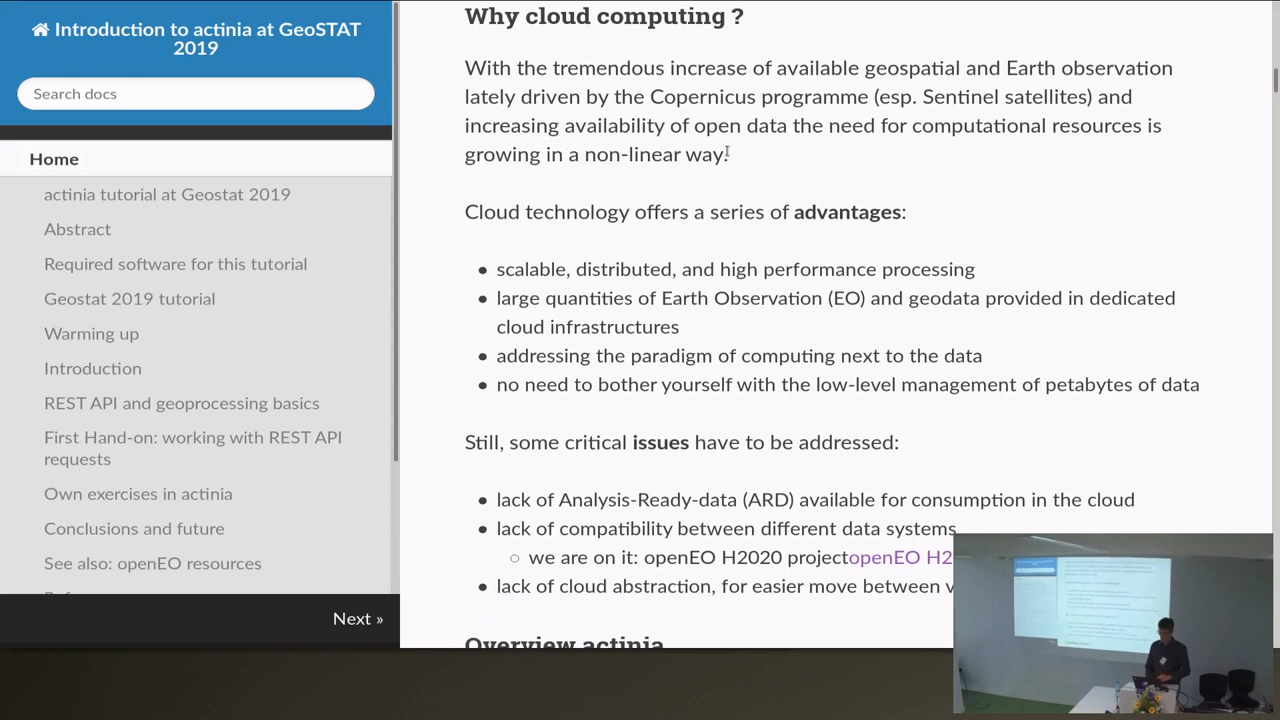 Introduction to actinia at GeoSTAT
2019
Search docs
Home
actinia tutorial at Geostat 2019
Abstract
Required software for this tutorial
Geostat 2019 tutorial
Warming up
Introduction
REST API and geoprocessing basics
First Hand-on: working with REST API
requests
Own exercises in actinia
Conclusions and future
See also: openEO resources
Next »
Why cloud computing ?
With the tremendous increase of available geospatial and Earth observation
lately driven by the Copernicus programme (esp. Sentinel satellites) and
increasing availability of open data the need for computational resources is
growing in a non-linear way.
Cloud technology offers a series of advantages:
• scalable, distributed, and high performance processing
• large quantities of Earth Observation (EO) and geodata provided in dedicated
cloud infrastructures
• addressing the paradigm of computing next to the data
• no need to bother yourself with the low-level management of petabytes of data
Still, some critical issues have to be addressed:
• lack of Analysis-Ready-data (ARD) available for consumption in the cloud
• lack of compatibility between different data systems
○ we are on it: openEO H2020 projectopenEO H2
• lack of cloud abstraction, for easier move between v
Overview actinia